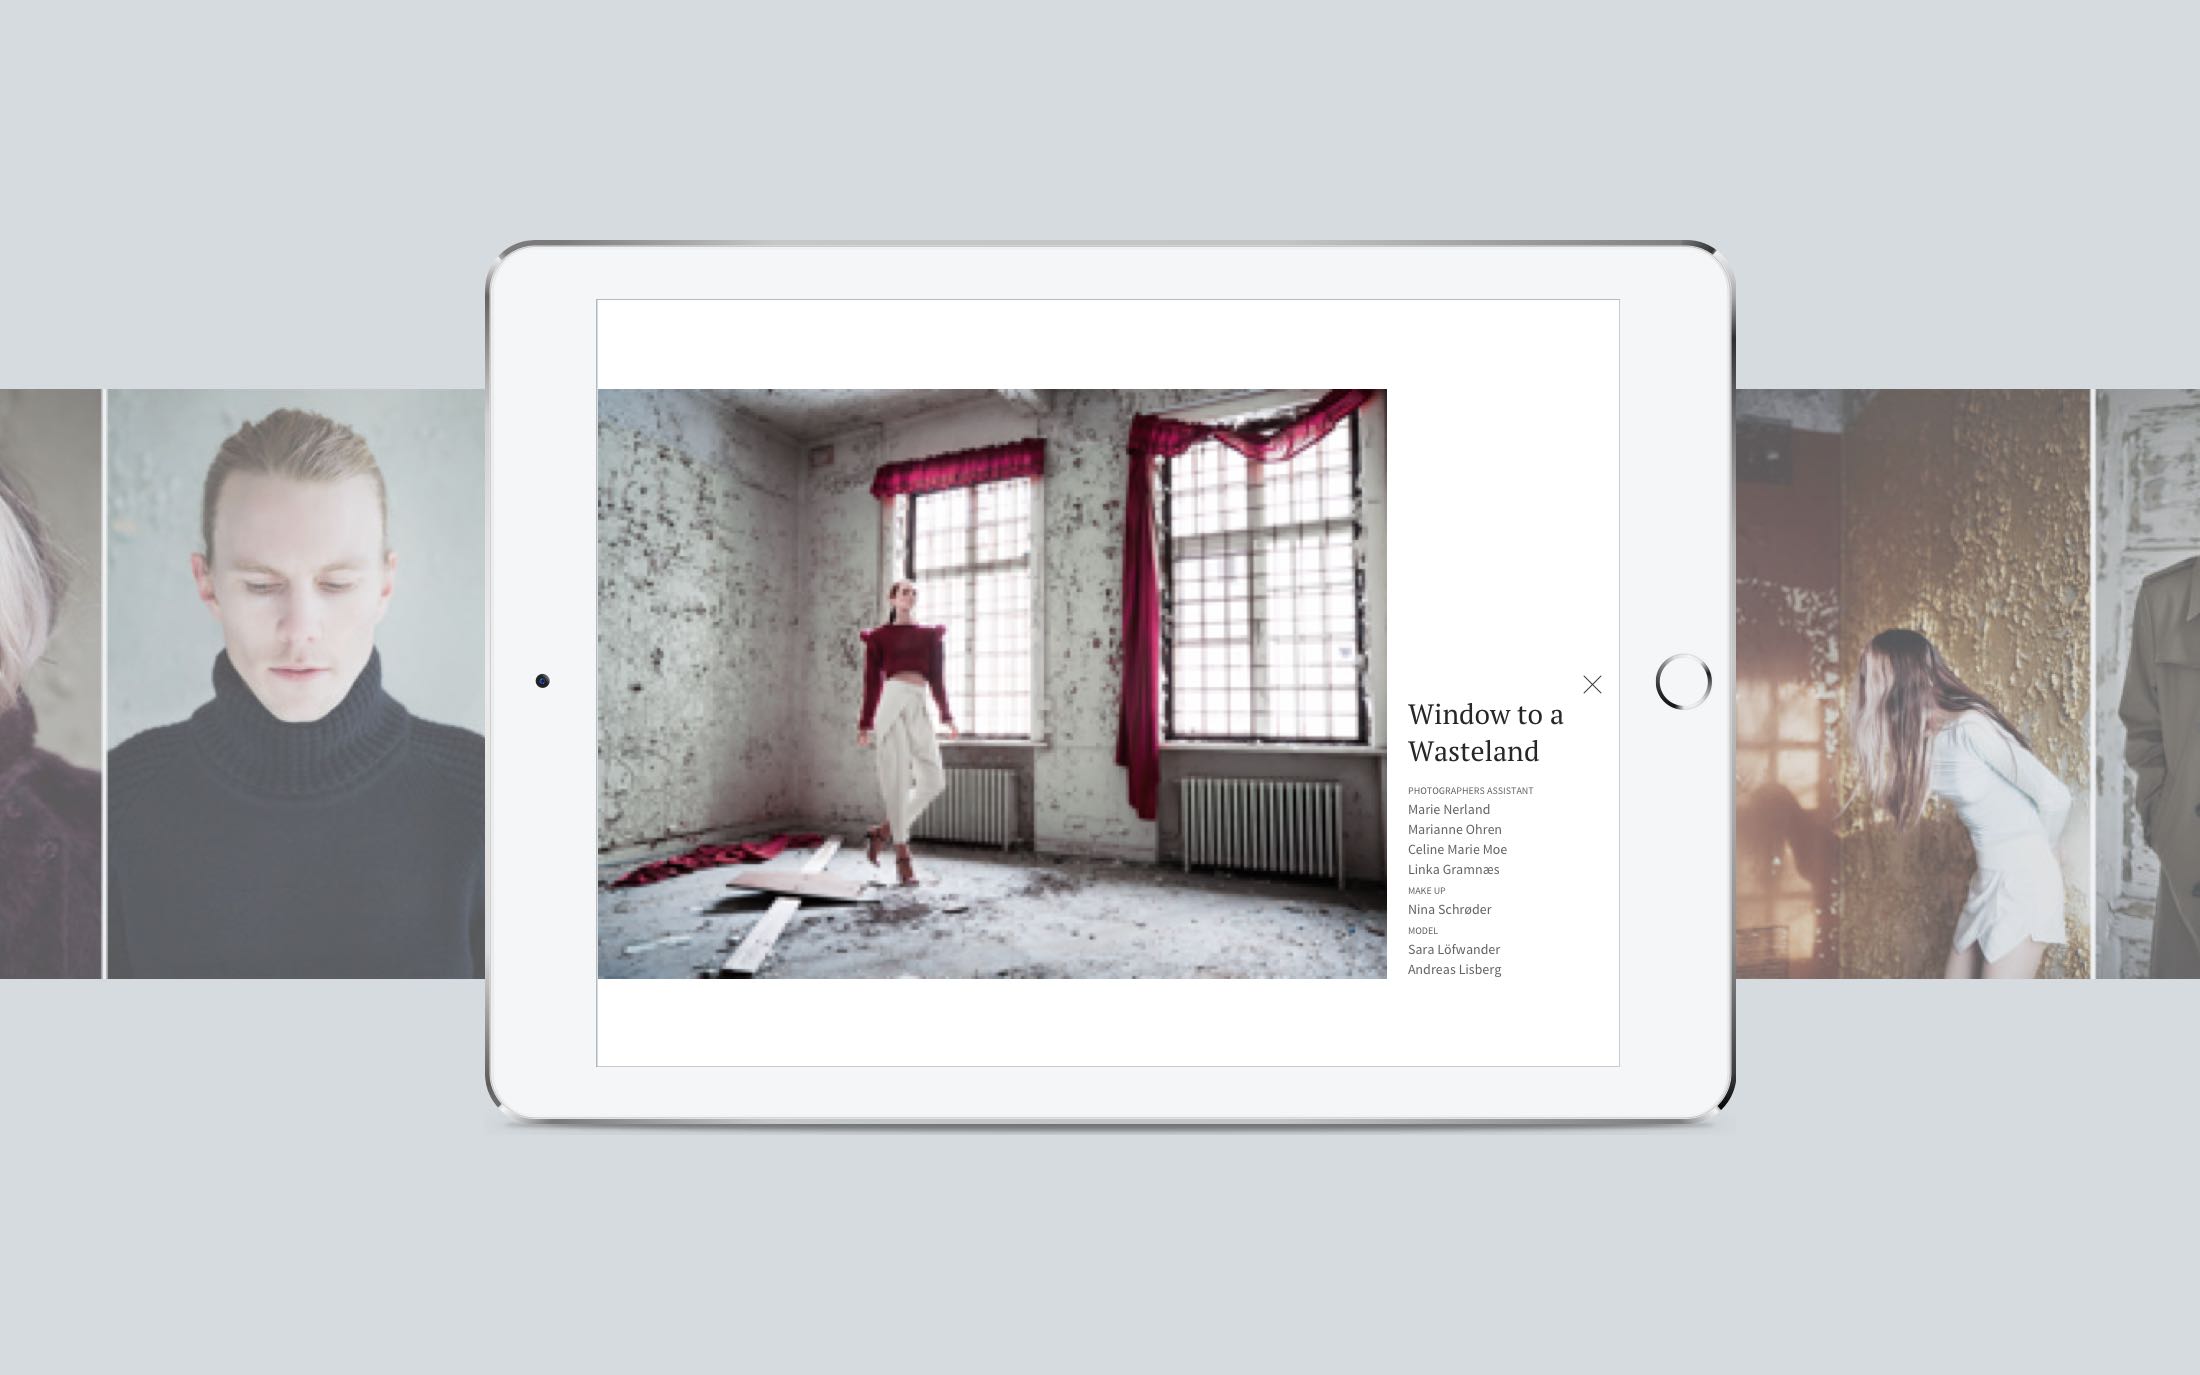 Window to a
Wasteland
PHOTOGRAPHERS ASSISTANT
Marie Nerland
Marianne Ohren
Celine Marie Moe
Linka Gramnæs
MAKE UP
Nina Schrøder
MODEL
Sara Löfwander
Andreas Lisberg